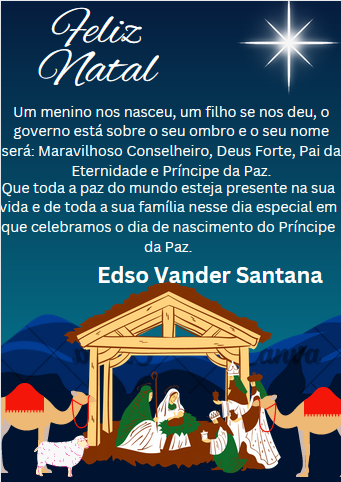 Feliz
Natal
Um menino nos nasceu, um filho se nos deu, o
governo está sobre o seu ombro e o seu nome
será: Maravilhoso Conselheiro, Deus Forte, Pai da
Eternidade e Príncipe da Paz.
Que toda a paz do mundo esteja presente na sua
vida e de toda a sua família nesse dia especial em
que celebramos o dia de nascimento do Príncipe
da Paz.
Edso Vander Santana
Canva